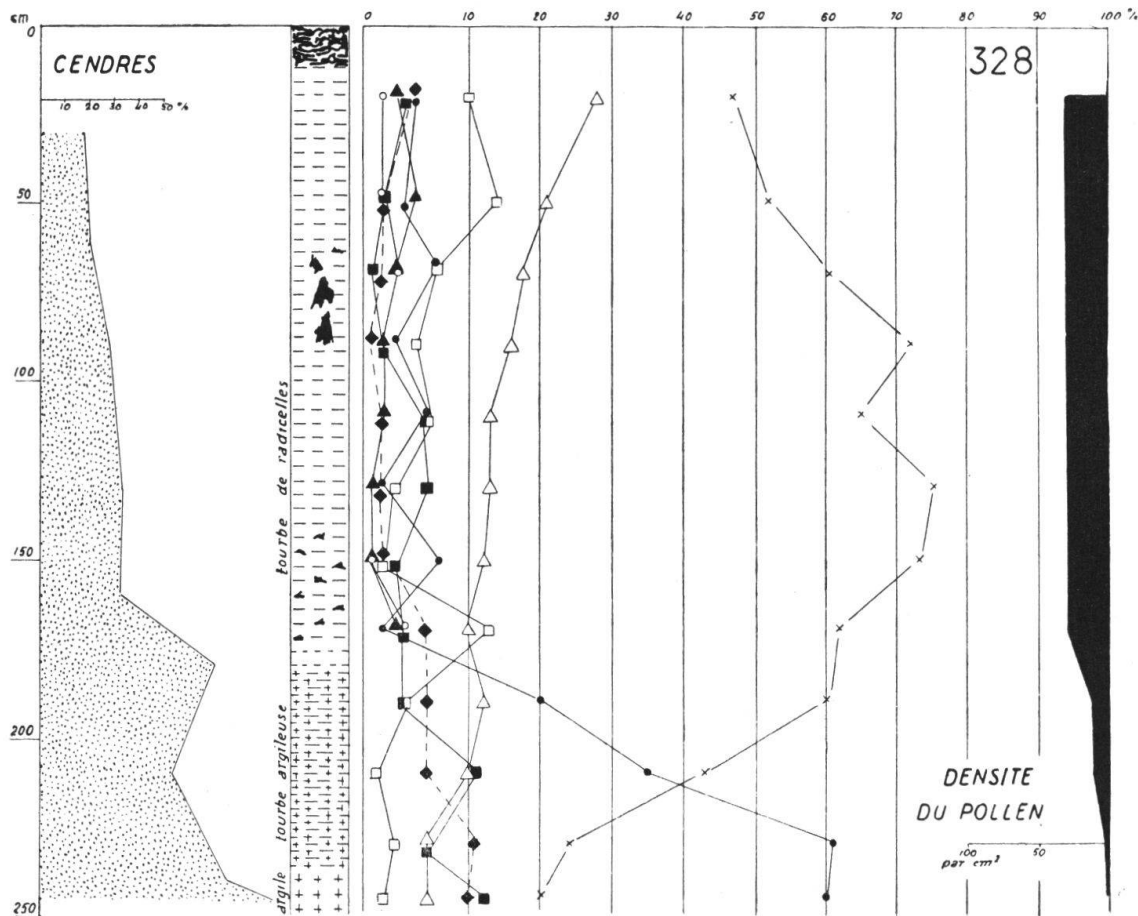 cm
0
50
100
150
200
250
CENDRES
10 20 30 40 50 %
tourbe de radicelles
tourbe argileuse
argile
0 10 20 30 40 50 60 70 80 90 100 %
328
DENSITE
DU POLLEN
100 50
par cm³